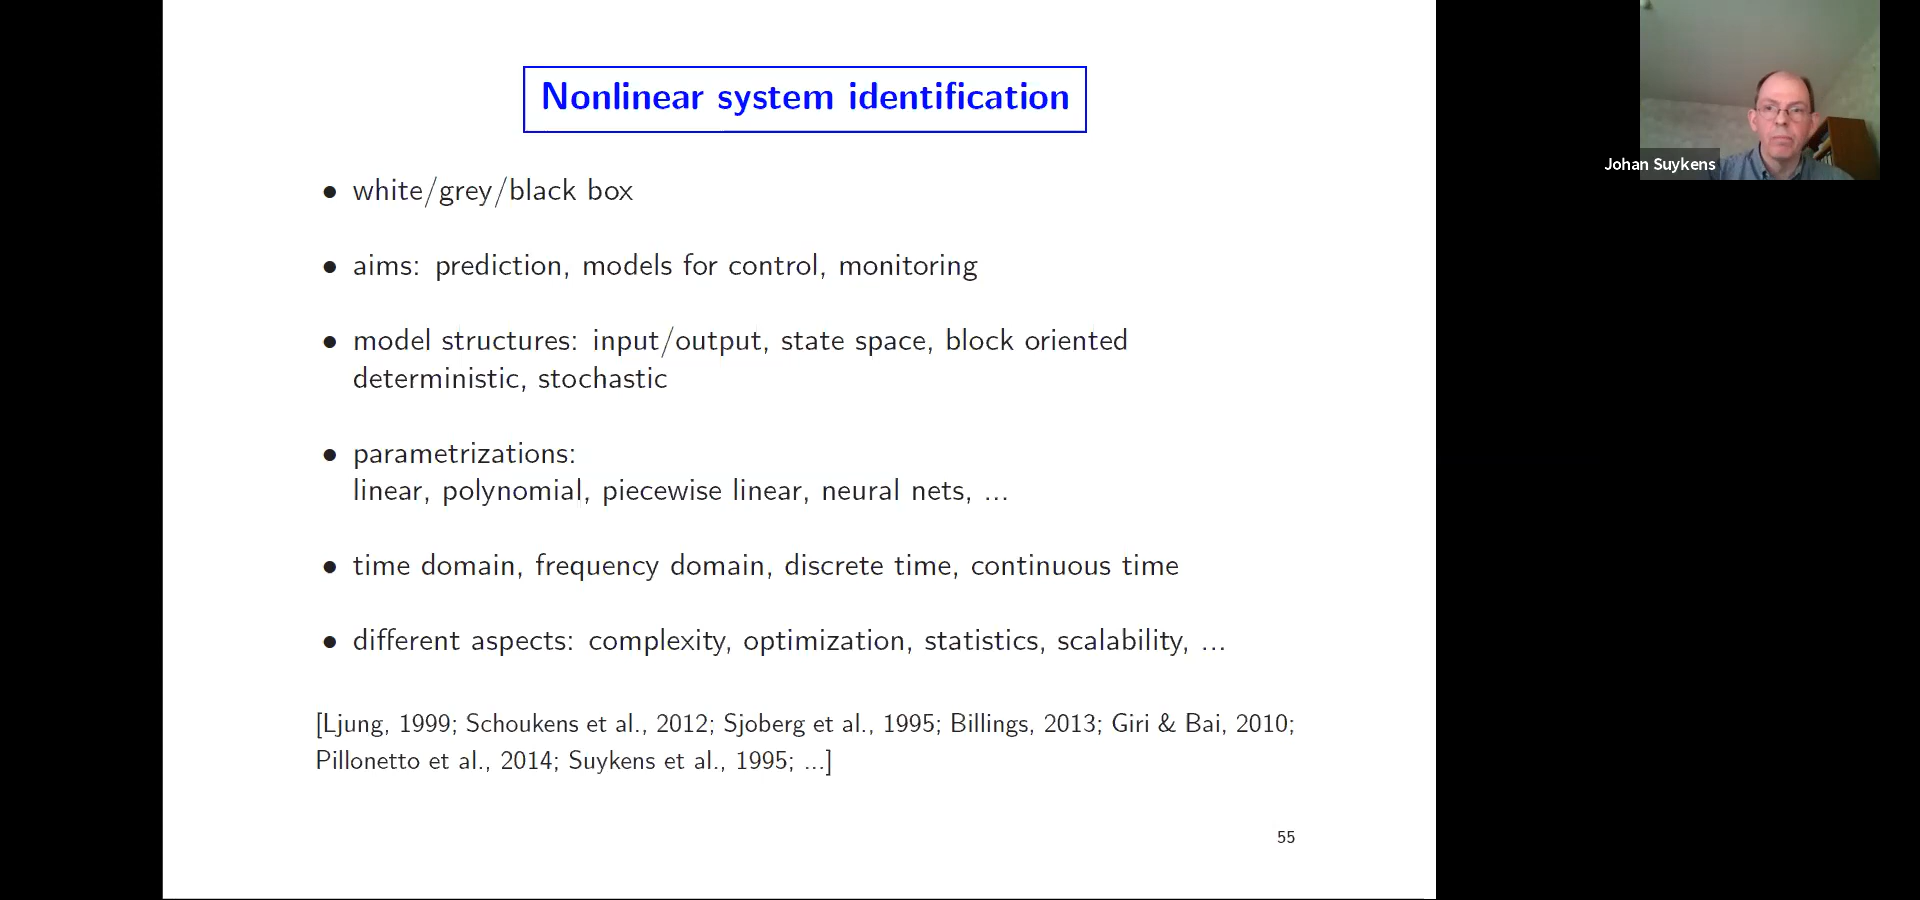 Nonlinear system identification
• white/grey/black box
• aims: prediction, models for control, monitoring
• model structures: input/output, state space, block oriented
deterministic, stochastic
• parametrizations:
linear, polynomial, piecewise linear, neural nets, ...
• time domain, frequency domain, discrete time, continuous time
• different aspects: complexity, optimization, statistics, scalability, ...
[Ljung, 1999; Schoukens et al., 2012; Sjoberg et al., 1995; Billings, 2013; Giri & Bai, 2010;
Pillonetto et al., 2014; Suykens et al., 1995; ...]
55
Johan Suykens